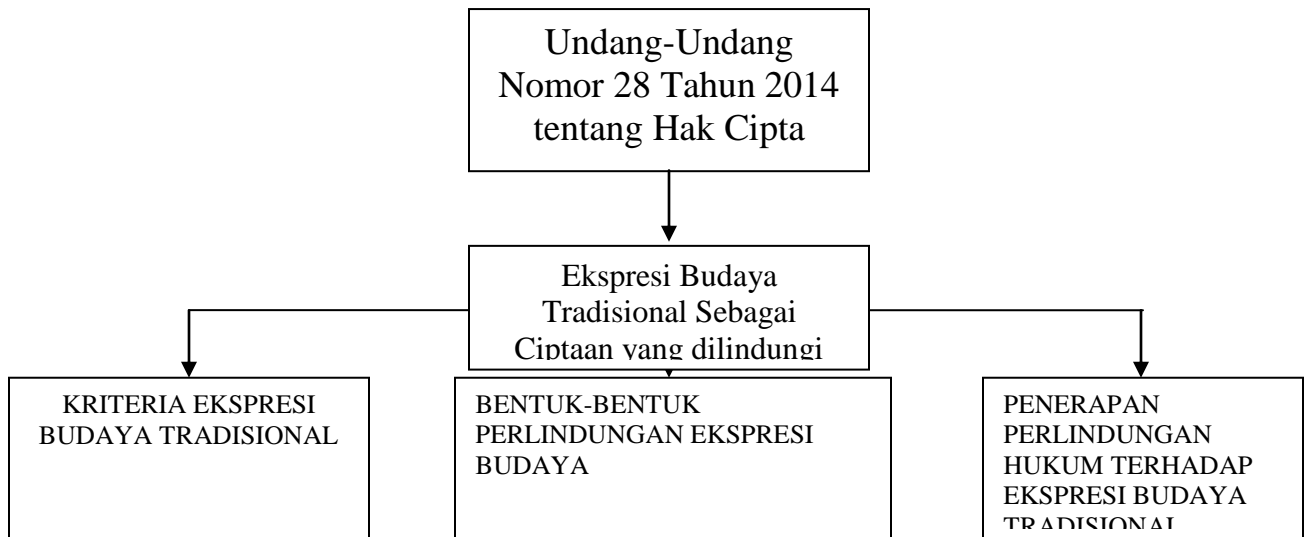 Undang-Undang
Nomor 28 Tahun 2014
tentang Hak Cipta
Ekspresi Budaya
Tradisional Sebagai
Ciptaan yang dilindungi
KRITERIA EKSPRESI
BUDAYA TRADISIONAL
BENTUK-BENTUK
PERLINDUNGAN EKSPRESI
BUDAYA
PENERAPAN
PERLINDUNGAN
HUKUM TERHADAP
EKSPRESI BUDAYA
TRADISIONAL